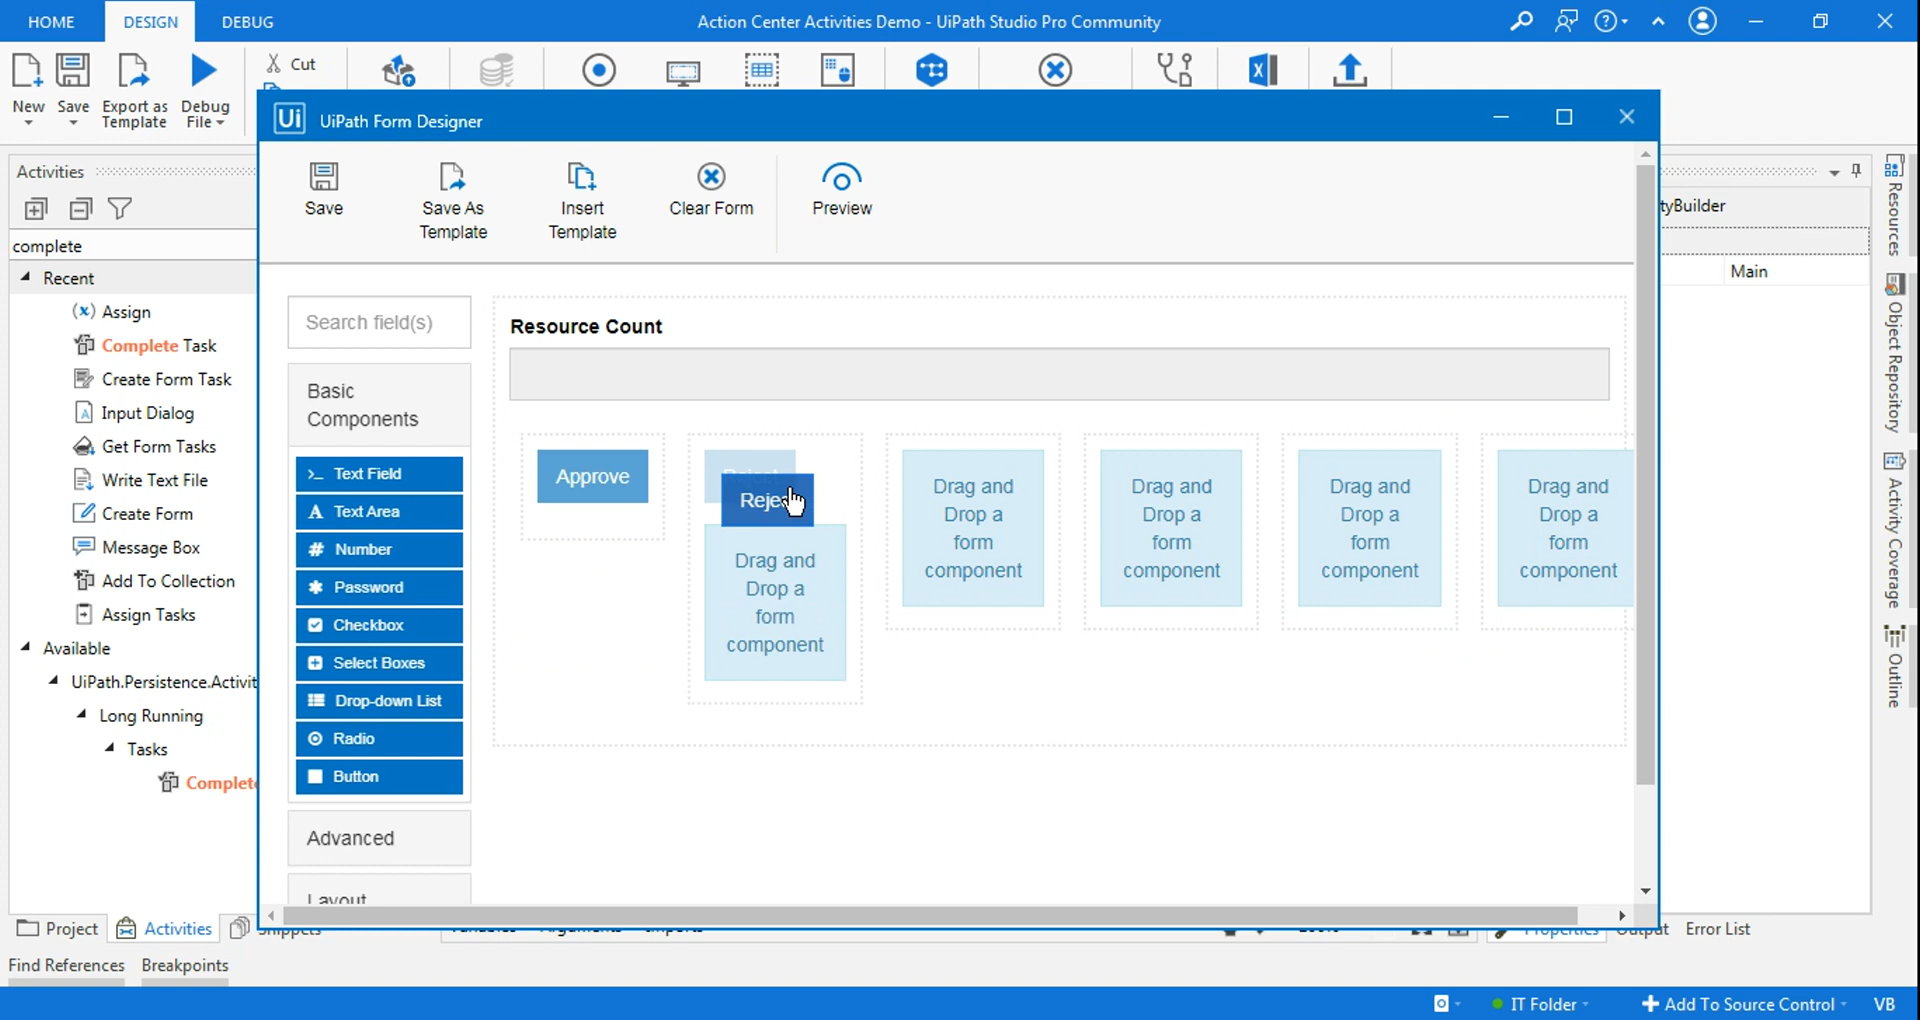 HOME DESIGN DEBUG Action Center Activities Demo - UiPath Studio Pro Community
New Save Export as Template Debug File Cut
Ui UiPath Form Designer
Activities
complete
Recent
(x) Assign
Complete Task
Create Form Task
Input Dialog
Get Form Tasks
Write Text File
Create Form
Message Box
Add To Collection
Assign Tasks
Available
UiPath.Persistence.Activit
Long Running
Tasks
Complete
Save
Save As
Template
Insert
Template
Clear Form
Preview
Search field(s)
Basic
Components
Text Field
Text Area
Number
Password
Checkbox
Select Boxes
Drop-down List
Radio
Button
Advanced
Layout
Resource Count
Approve
Reject
Drag and
Drop a
form
component
Drag and
Drop a
form
component
Drag and
Drop a
form
component
Drag and
Drop a
form
component
Drag and
Drop a
form
component
tyBuilder
Main
Resources
Object Repository
Activity Coverage
Outline
Project Activities Snippets Properties Output Error List
Find References Breakpoints
IT Folder Add To Source Control VB